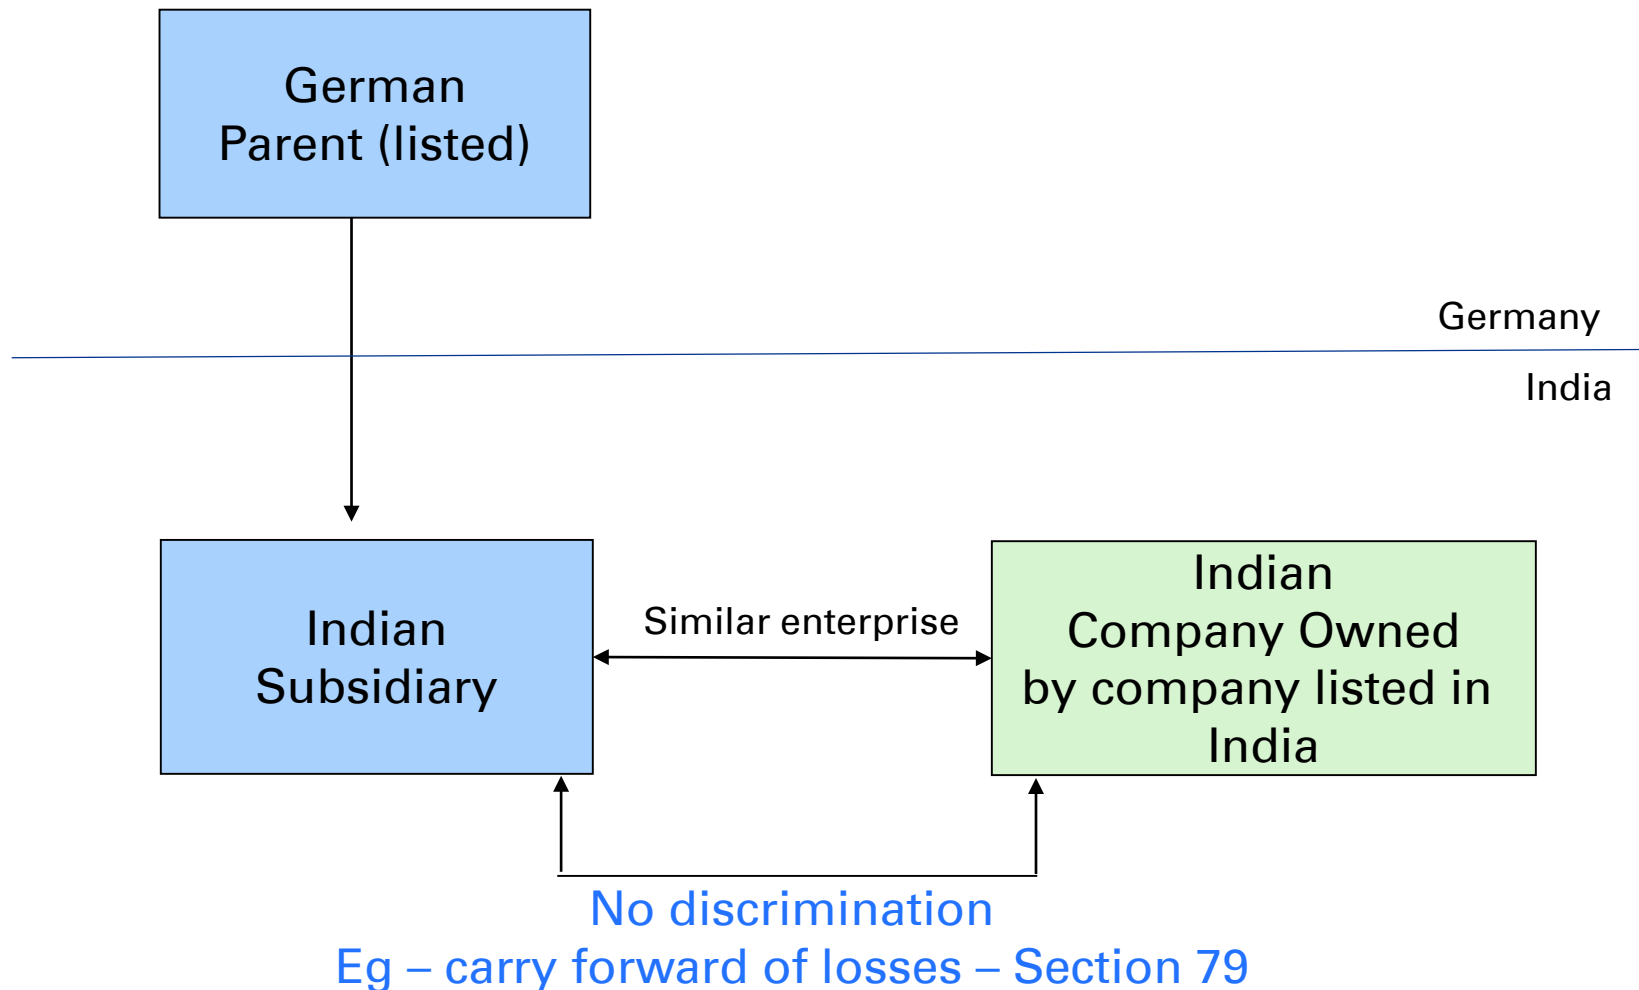 German
Parent (listed)
Germany
India
Indian
Subsidiary
Similar enterprise
Indian
Company Owned
by company listed in
India
No discrimination
Eg – carry forward of losses – Section 79